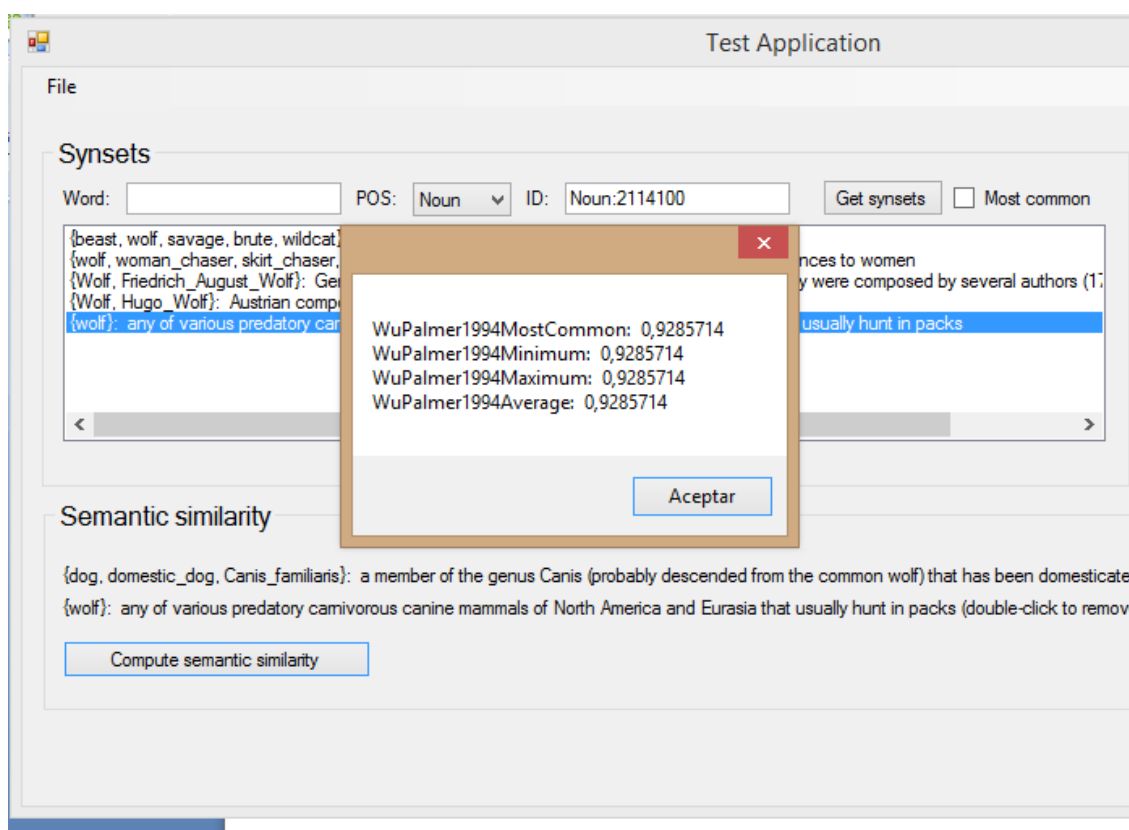 Test Application
File
Synsets
Word: POS: Noun ID: Noun:2114100 Get synsets Most common
{beast, wolf, savage, brute, wildcat}
{wolf, woman_chaser, skirt_chaser, nces to women
{Wolf, Friedrich_August_Wolf}: Ge y were composed by several authors (17
{Wolf, Hugo_Wolf}: Austrian comp
{wolf}: any of various predatory car usually hunt in packs
WuPalmer1994MostCommon: 0,9285714
WuPalmer1994Minimum: 0,9285714
WuPalmer1994Maximum: 0,9285714
WuPalmer1994Average: 0,9285714
Aceptar
Semantic similarity
{dog, domestic_dog, Canis_familiaris}: a member of the genus Canis (probably descended from the common wolf) that has been domesticate
{wolf}: any of various predatory carnivorous canine mammals of North America and Eurasia that usually hunt in packs (double-click to remov
Compute semantic similarity